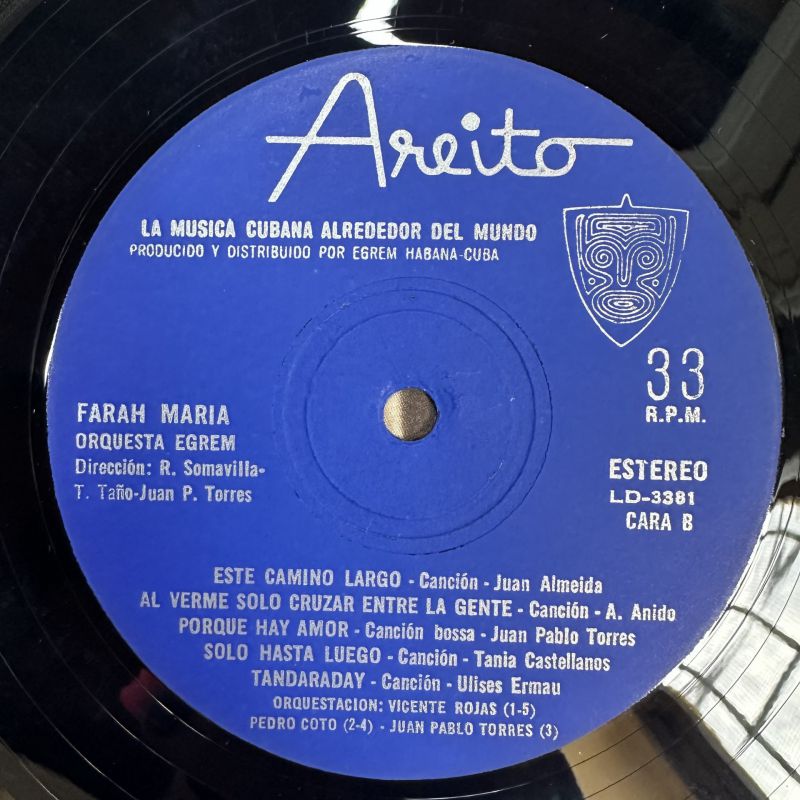 Areito
LA MUSICA CUBANA ALREDEDOR DEL MUNDO
PRODUCIDO Y DISTRIBUIDO POR EGREM HABANA-CUBA
33
R.P.M.
FARAH MARIA
ORQUESTA EGREM
Dirección: R. Somavilla-
T. Taño-Juan P. Torres
ESTEREO
LD-3381
CARA B
ESTE CAMINO LARGO - Canción - Juan Almeida
AL VERME SOLO CRUZAR ENTRE LA GENTE - Canción - A. Anido
PORQUE HAY AMOR - Canción bossa - Juan Pablo Torres
SOLO HASTA LUEGO - Canción - Tania Castellanos
TANDARADAY - Canción - Ulises Ermau
ORQUESTACION: VICENTE ROJAS (1-5)
PEDRO COTO (2-4) - JUAN PABLO TORRES (3)